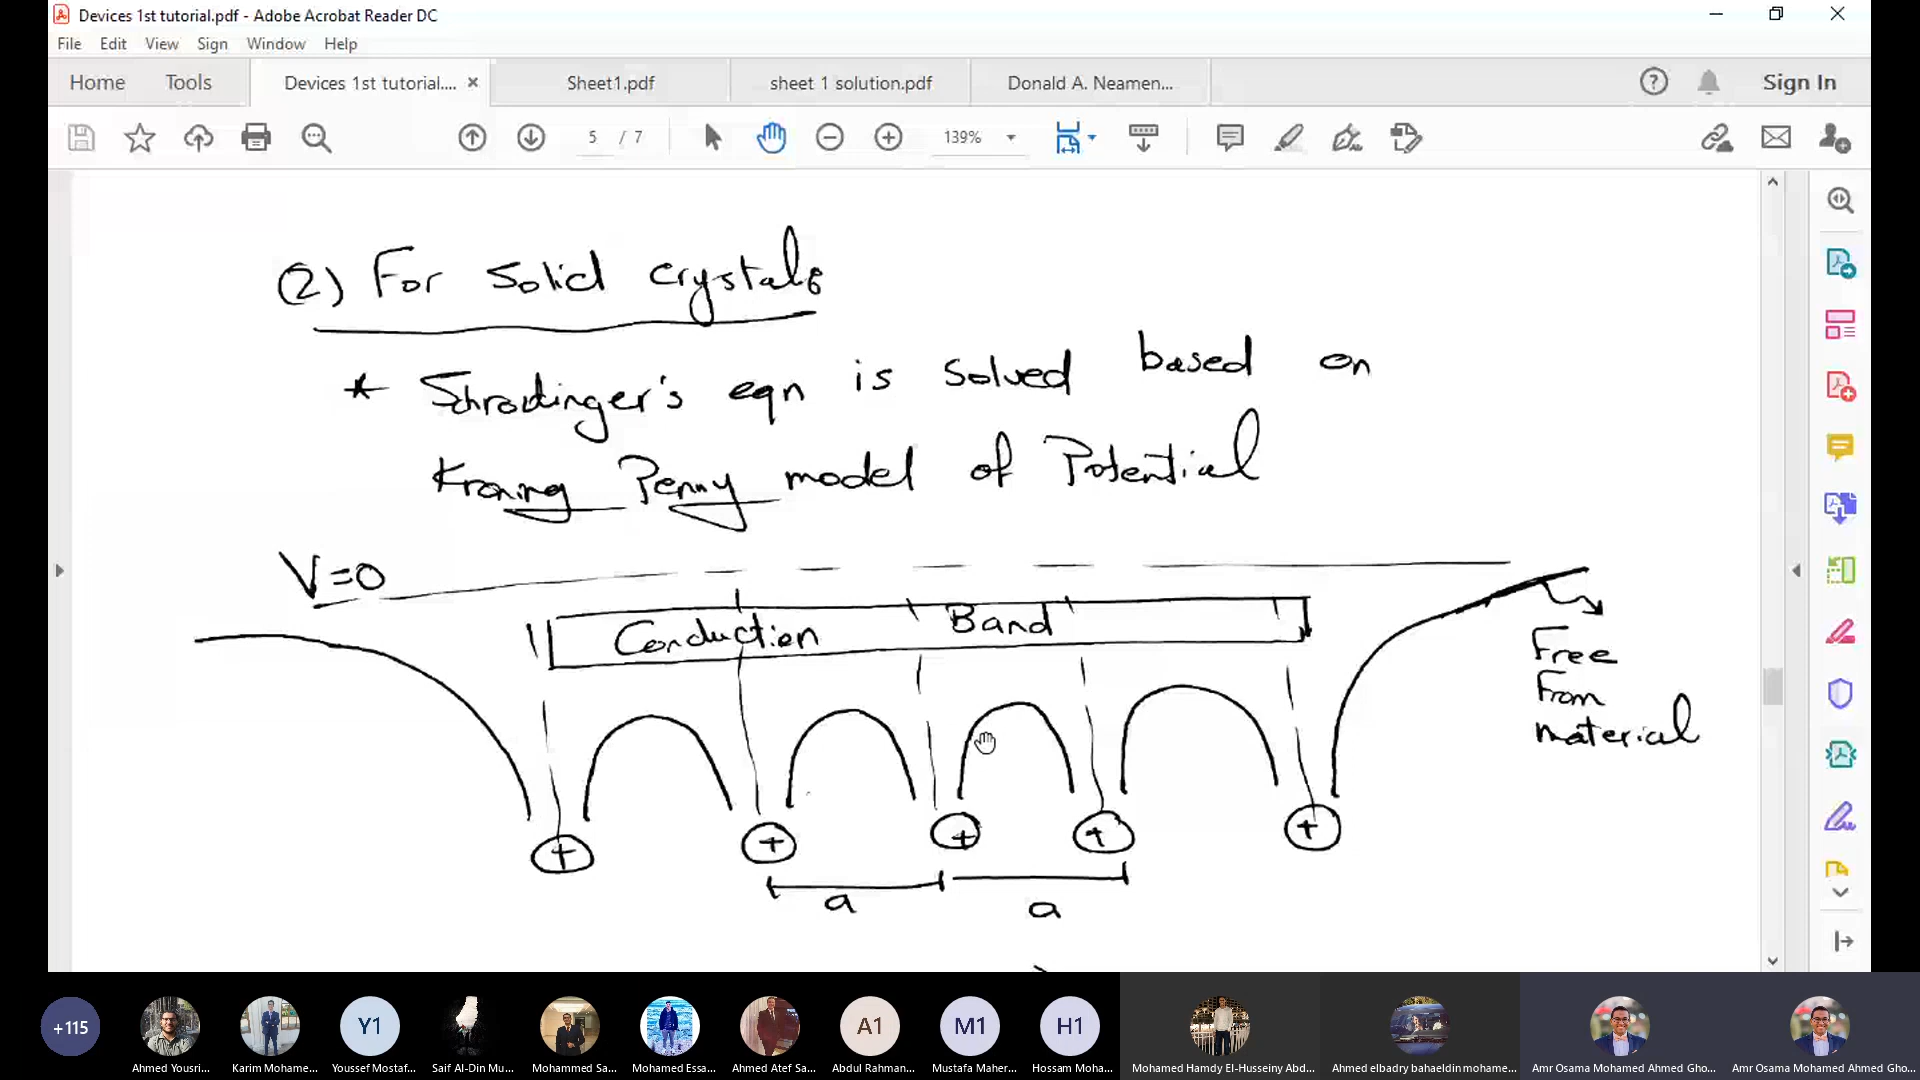 Devices 1st tutorial.pdf - Adobe Acrobat Reader DC
File Edit View Sign Window Help
Home Tools Devices 1st tutorial.... × Sheet1.pdf sheet 1 solution.pdf Donald A. Neamen... Sign In
5 / 7 139%
(2) For Solid crystals
* Schrodinger's eqn is solved based on
Kroning Penny model of Potential
V=0
Conduction Band
Free
From
material
+ + + + +
a a
+115 Y1 A1 M1 H1
Ahmed Yousri... Karim Mohame... Youssef Mostaf... Saif Al-Din Mu... Mohammed Sa... Mohamed Essa... Ahmed Atef Sa... Abdul Rahman... Mustafa Maher... Hossam Moha... Mohamed Hamdy El-Husseiny Abd... Ahmed elbadry bahaeldin mohame... Amr Osama Mohamed Ahmed Gho... Amr Osama Mohamed Ahmed Gho...